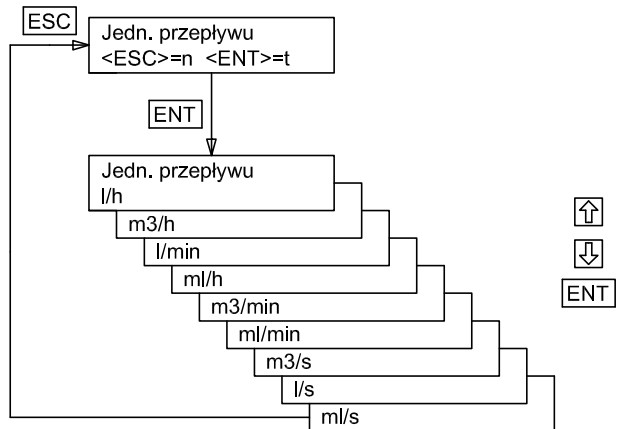 ESC
Jedn. przepływu
<ESC>=n <ENT>=t
ENT
Jedn. przepływu
l/h
m3/h
l/min
ml/h
m3/min
ml/min
m3/s
l/s
ml/s
ENT